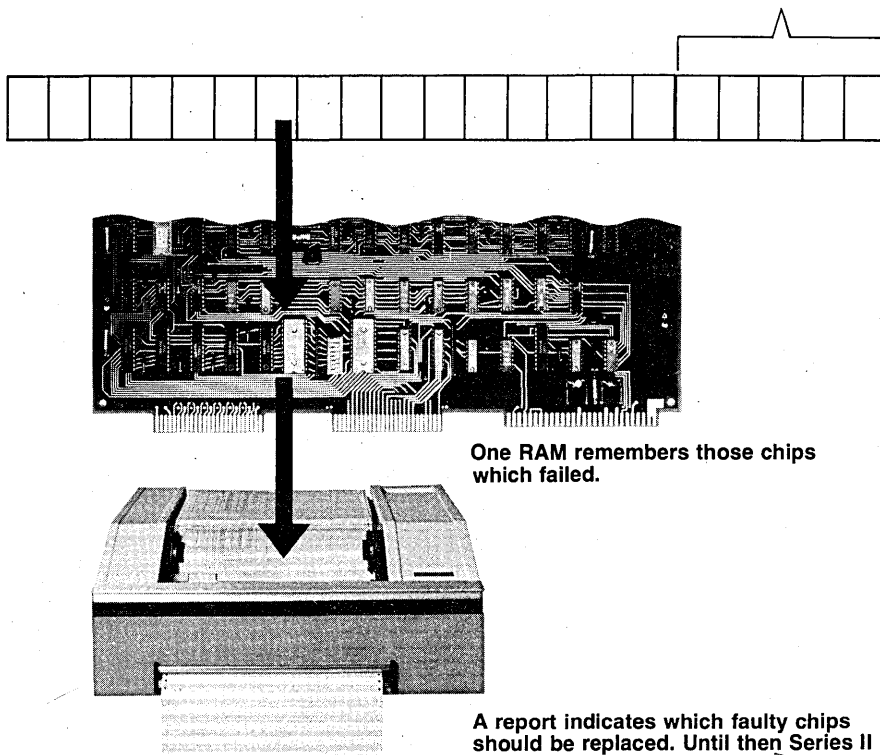 One RAM remembers those chips
which failed.
A report indicates which faulty chips
should be replaced. Until then Series II